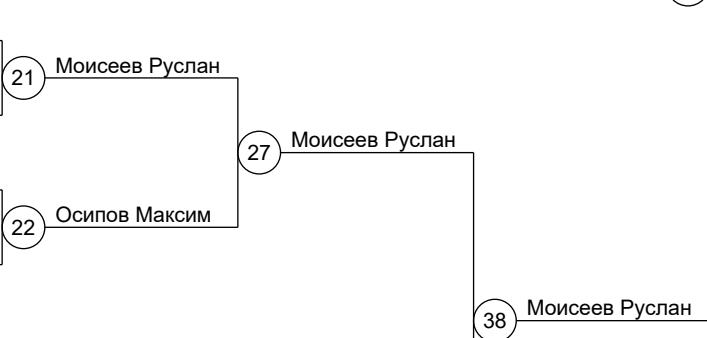 21 Моисеев Руслан
27 Моисеев Руслан
22 Осипов Максим
38 Моисеев Руслан